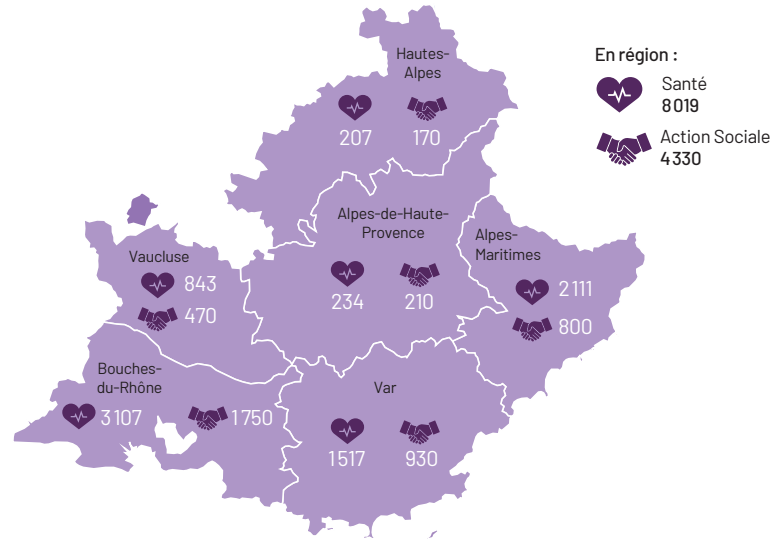 Hautes-
Alpes
207 170
En région :
Santé
8 019
Action Sociale
4 330
Alpes-de-Haute-
Provence
234 210
Alpes-
Maritimes
2 111
800
Vaucluse
843
470
Bouches-
du-Rhône
3 107 1 750
Var
1 517 930